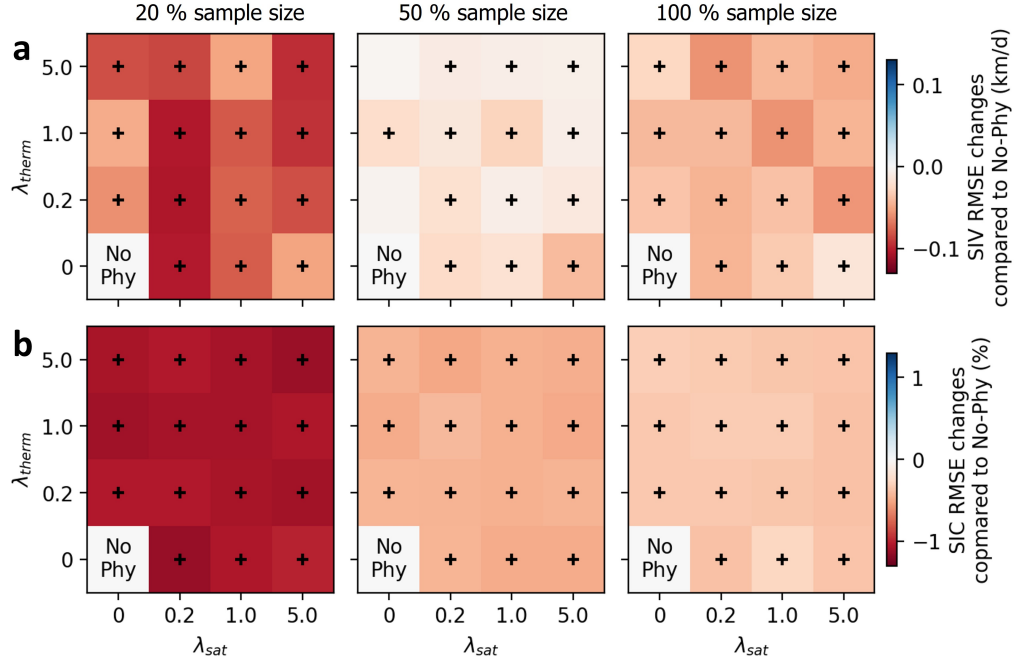 20 % sample size
50 % sample size
100 % sample size
a
5.0
1.0
0.2
0
λtherm
No
Phy
No
Phy
No
Phy
0.1
0.0
−0.1
SIV RMSE changes
compared to No-Phy (km/d)
b
5.0
1.0
0.2
0
λtherm
No
Phy
No
Phy
No
Phy
0
0.2
1.0
5.0
λsat
0
0.2
1.0
5.0
λsat
0
0.2
1.0
5.0
λsat
1
0
−1
SIC RMSE changes
copmared to No-Phy (%)